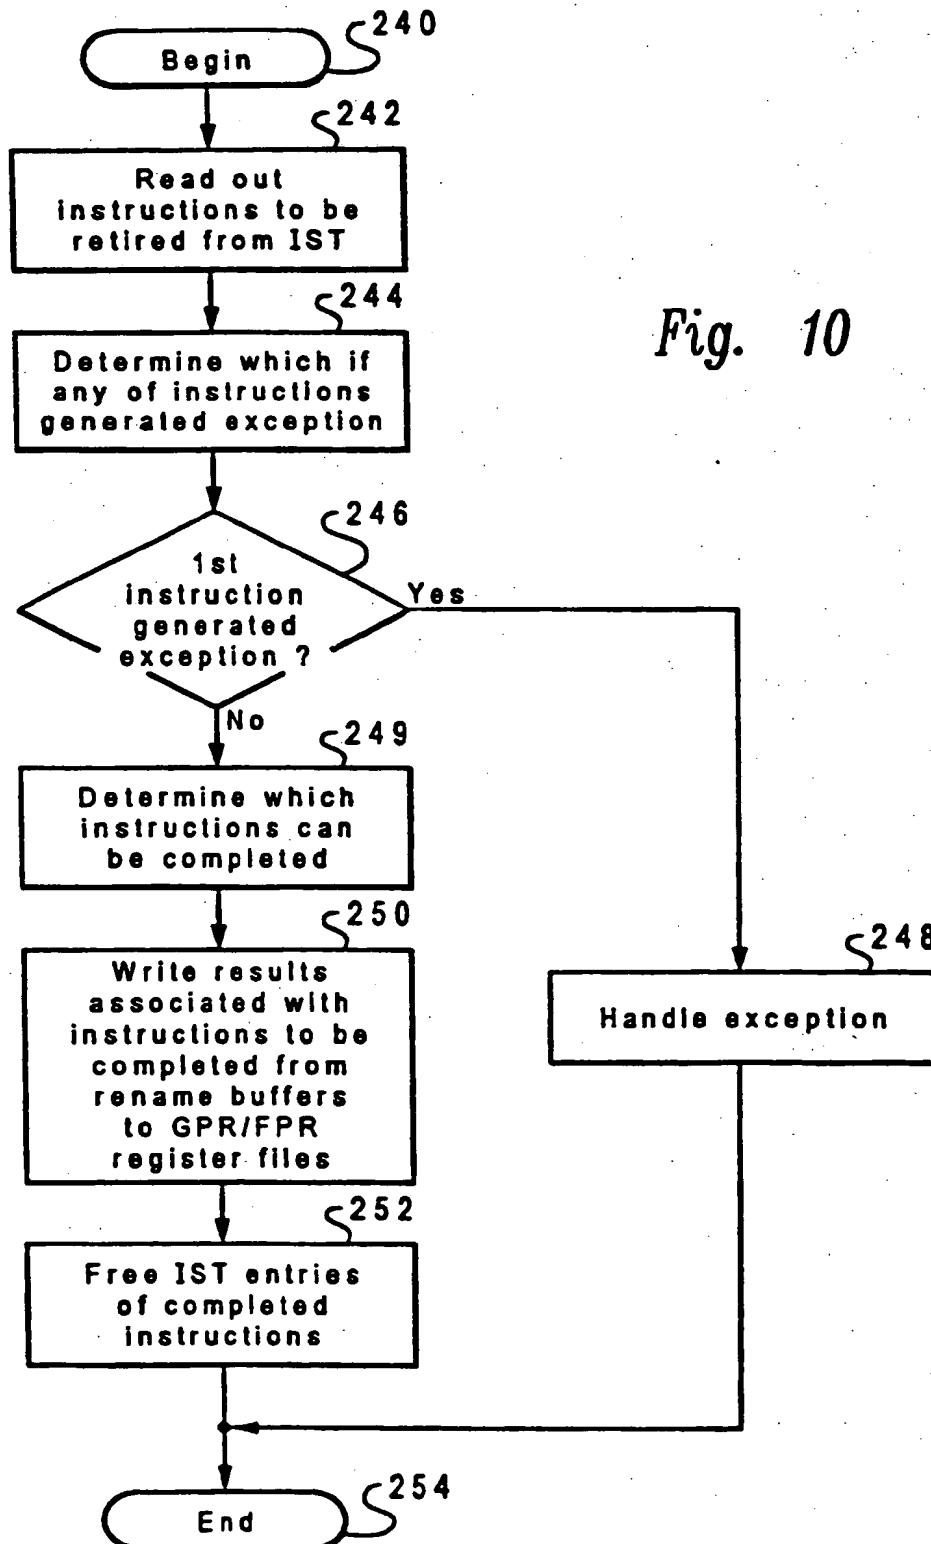 240
Begin
242
Read out
instructions to be
retired from IST
244
Determine which if
any of instructions
generated exception
Fig. 10
246
1st
instruction
generated
exception ?
Yes
No
249
Determine which
instructions can
be completed
250
Write results
associated with
instructions to be
completed from
rename buffers
to GPR/FPR
register files
248
Handle exception
252
Free IST entries
of completed
instructions
254
End